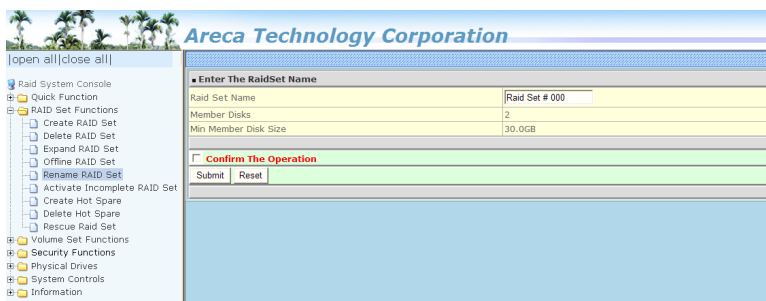 Areca Technology Corporation
|open all|close all|
Raid System Console
Quick Function
RAID Set Functions
Create RAID Set
Delete RAID Set
Expand RAID Set
Offline RAID Set
Rename RAID Set
Activate Incomplete RAID Set
Create Hot Spare
Delete Hot Spare
Rescue Raid Set
Volume Set Functions
Security Functions
Physical Drives
System Controls
Information
Enter The RaidSet Name
Raid Set Name Raid Set # 000
Member Disks 2
Min Member Disk Size 30.0GB
Confirm The Operation
Submit Reset